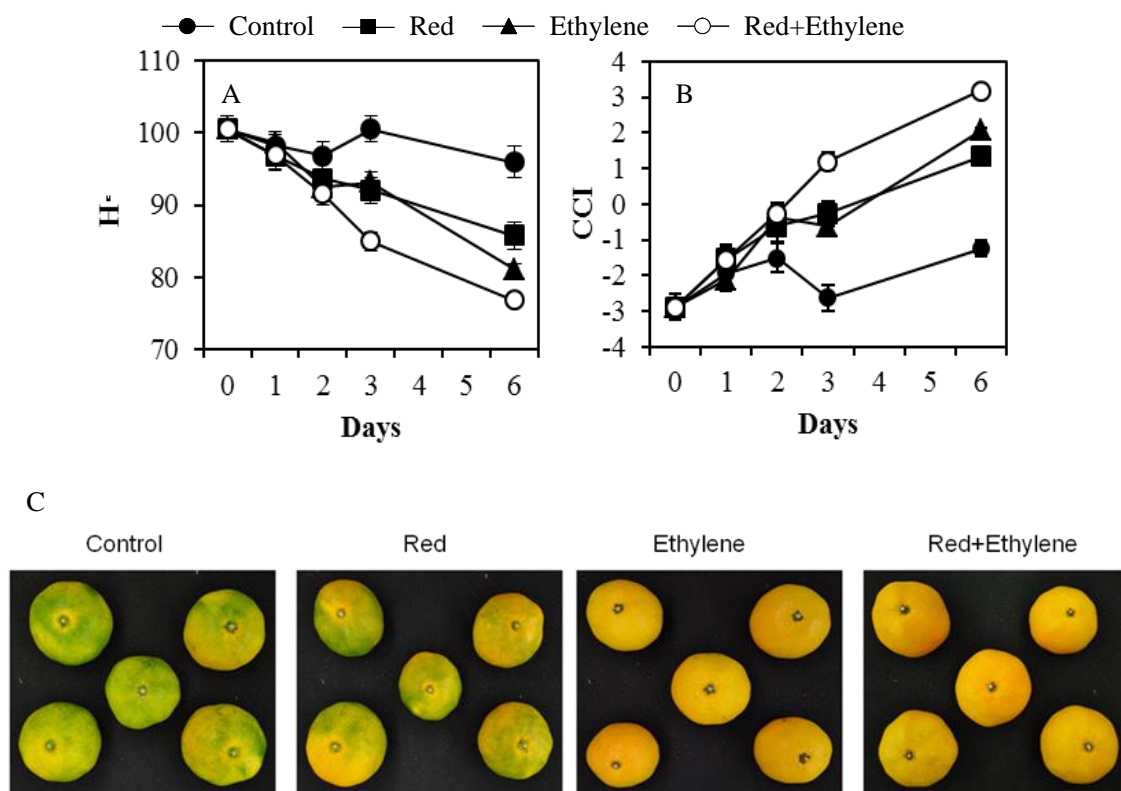 Control Red Ethylene Red+Ethylene
A
110
100
90
80
70
H°
0 1 2 3 4 5 6
Days
B
4
3
2
1
0
-1
-2
-3
-4
CCI
0 1 2 3 4 5 6
Days
C
Control Red Ethylene Red+Ethylene